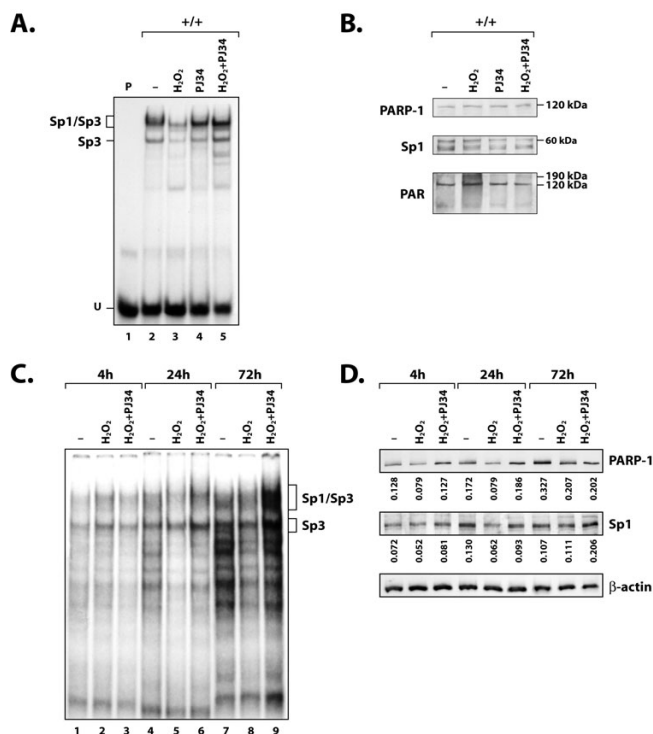 A.
+/+
P
–
H2O2
PJ34
H2O2+PJ34
Sp1/Sp3
Sp3
U
1 2 3 4 5
B.
+/+
–
H2O2
PJ34
H2O2+PJ34
PARP-1
120 kDa
Sp1
60 kDa
PAR
190 kDa
120 kDa
C.
4h 24h 72h
–
H2O2
H2O2+PJ34
–
H2O2
H2O2+PJ34
–
H2O2
H2O2+PJ34
Sp1/Sp3
Sp3
1 2 3 4 5 6 7 8 9
D.
4h 24h 72h
–
H2O2
H2O2+PJ34
–
H2O2
H2O2+PJ34
–
H2O2
H2O2+PJ34
PARP-1
0.128 0.079 0.127 0.172 0.079 0.186 0.327 0.207 0.202
Sp1
0.072 0.052 0.081 0.130 0.062 0.093 0.107 0.111 0.206
β-actin